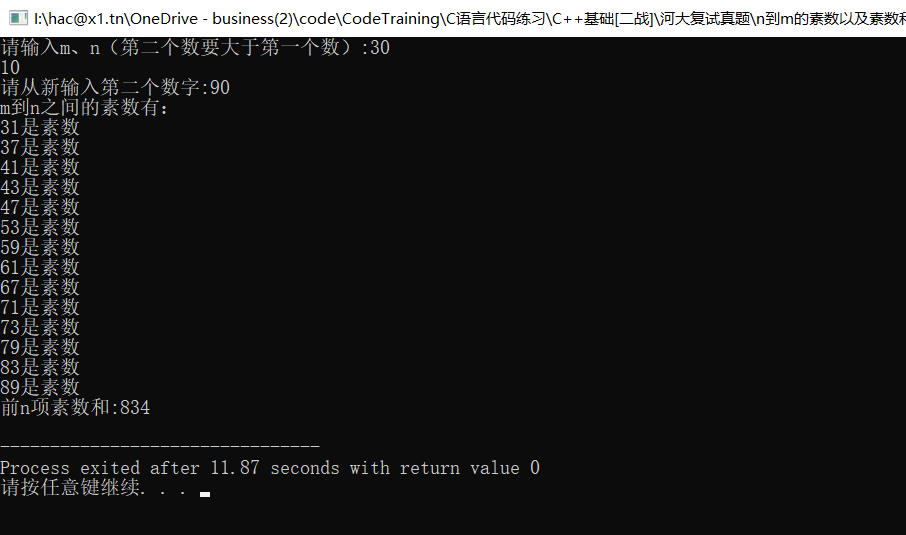 I:\hac@x1.tn\OneDrive - business(2)\code\CodeTraining\C语言代码练习\C++基础[二战]\河大复试真题\n到m的素数以及素数和
请输入m、n（第二个数要大于第一个数）:30
10
请从新输入第二个数字:90
m到n之间的素数有：
31是素数
37是素数
41是素数
43是素数
47是素数
53是素数
59是素数
61是素数
67是素数
71是素数
73是素数
79是素数
83是素数
89是素数
前n项素数和:834
--------------------------------
Process exited after 11.87 seconds with return value 0
请按任意键继续. . .